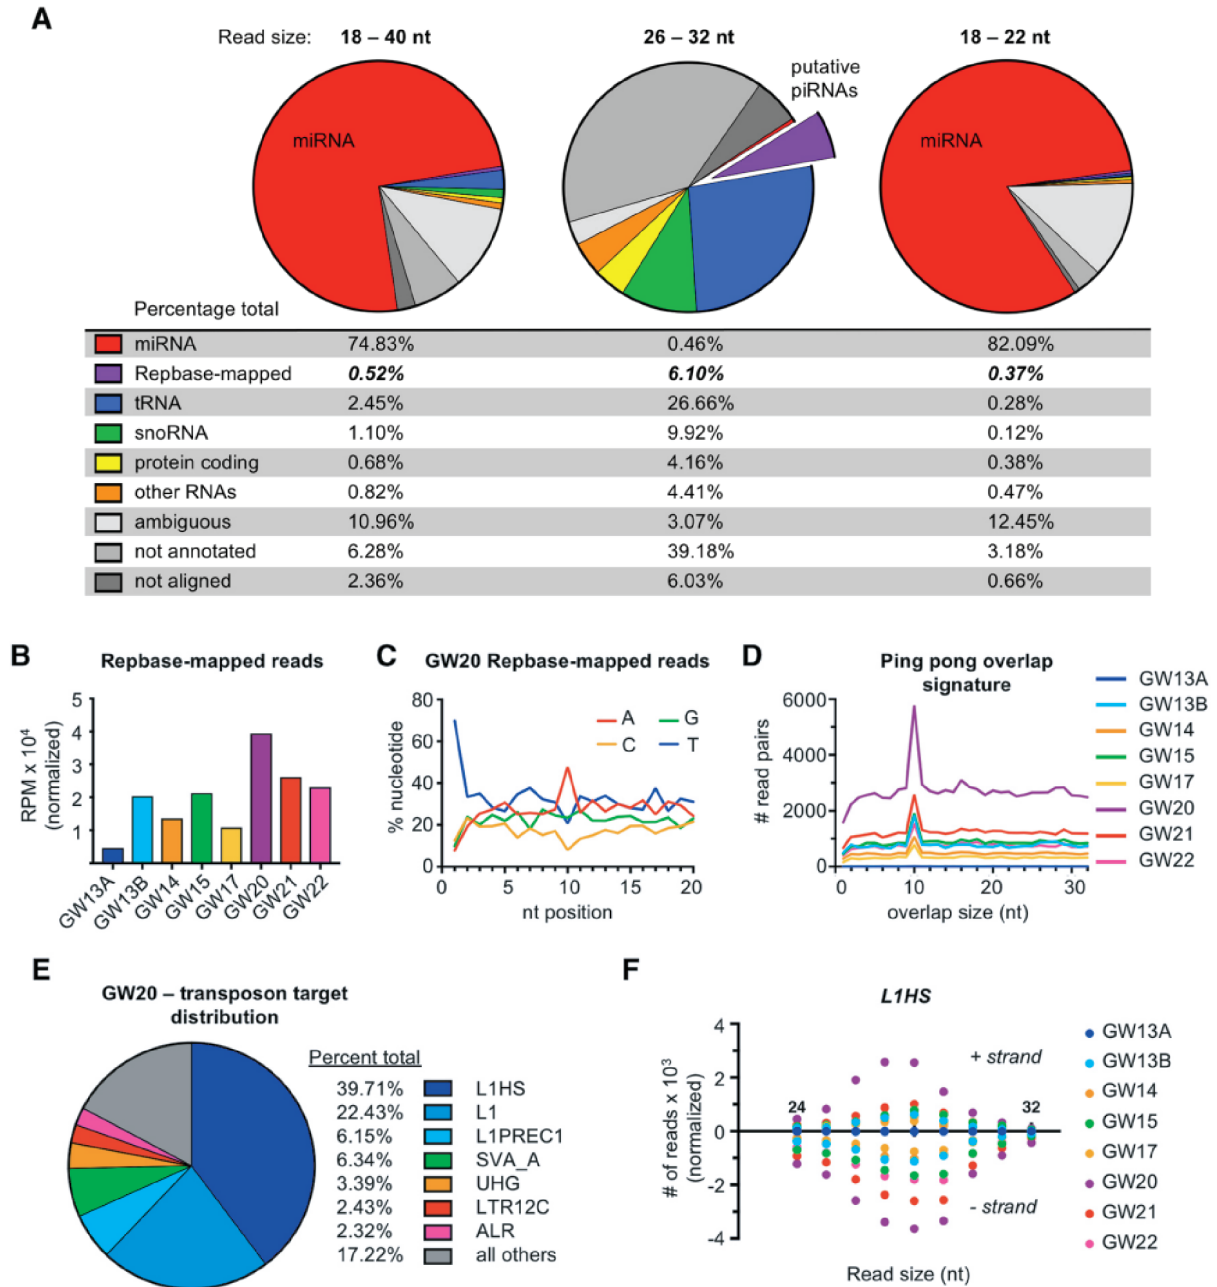 A
Read size: 18 – 40 nt 26 – 32 nt 18 – 22 nt
putative
piRNAs
miRNA miRNA
Percentage total
miRNA 74.83% 0.46% 82.09%
Repbase-mapped 0.52% 6.10% 0.37%
tRNA 2.45% 26.66% 0.28%
snoRNA 1.10% 9.92% 0.12%
protein coding 0.68% 4.16% 0.38%
other RNAs 0.82% 4.41% 0.47%
ambiguous 10.96% 3.07% 12.45%
not annotated 6.28% 39.18% 3.18%
not aligned 2.36% 6.03% 0.66%
B
Repbase-mapped reads
RPM x 10⁴
(normalized)
5
4
3
2
1
GW13A
GW13B
GW14
GW15
GW17
GW20
GW21
GW22
C
GW20 Repbase-mapped reads
% nucleotide
80
60
40
20
0
A G
C T
0 5 10 15 20
nt position
D
Ping pong overlap
signature
# read pairs
6000
4000
2000
0
0 10 20 30
overlap size (nt)
GW13A
GW13B
GW14
GW15
GW17
GW20
GW21
GW22
E
GW20 – transposon target
distribution
Percent total
39.71% L1HS
22.43% L1
6.15% L1PREC1
6.34% SVA_A
3.39% UHG
2.43% LTR12C
2.32% ALR
17.22% all others
F
L1HS
# of reads x 10³
(normalized)
4
2
0
-2
-4
+ strand
24 32
- strand
Read size (nt)
GW13A
GW13B
GW14
GW15
GW17
GW20
GW21
GW22